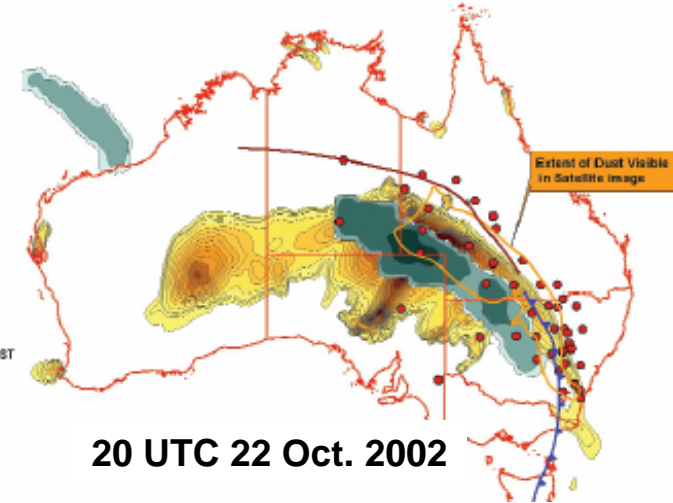 Extent of Dust Visible
in Satellite image
ST
20 UTC 22 Oct. 2002